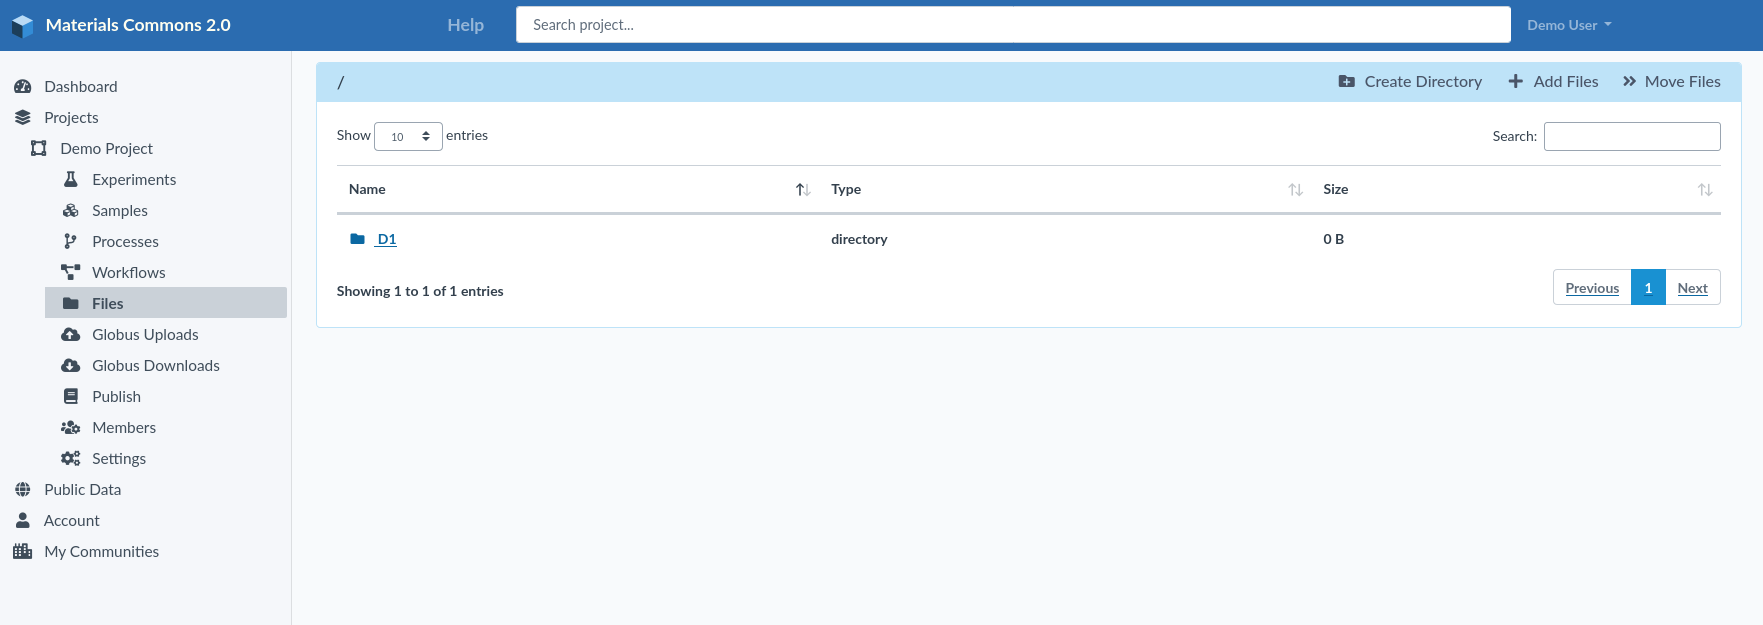 Materials Commons 2.0 Help Search project... Demo User
Dashboard
Projects
Demo Project
Experiments
Samples
Processes
Workflows
Files
Globus Uploads
Globus Downloads
Publish
Members
Settings
Public Data
Account
My Communities
/ Create Directory Add Files Move Files
Show 10 entries Search:
Name Type Size
D1 directory 0 B
Showing 1 to 1 of 1 entries Previous 1 Next